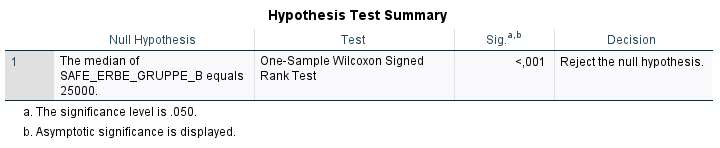 Hypothesis Test Summary
Null Hypothesis Test Sig.a,b Decision
1 The median of One-Sample Wilcoxon Signed <,001 Reject the null hypothesis.
SAFE_ERBE_GRUPPE_B equals Rank Test
25000.
a. The significance level is .050.
b. Asymptotic significance is displayed.